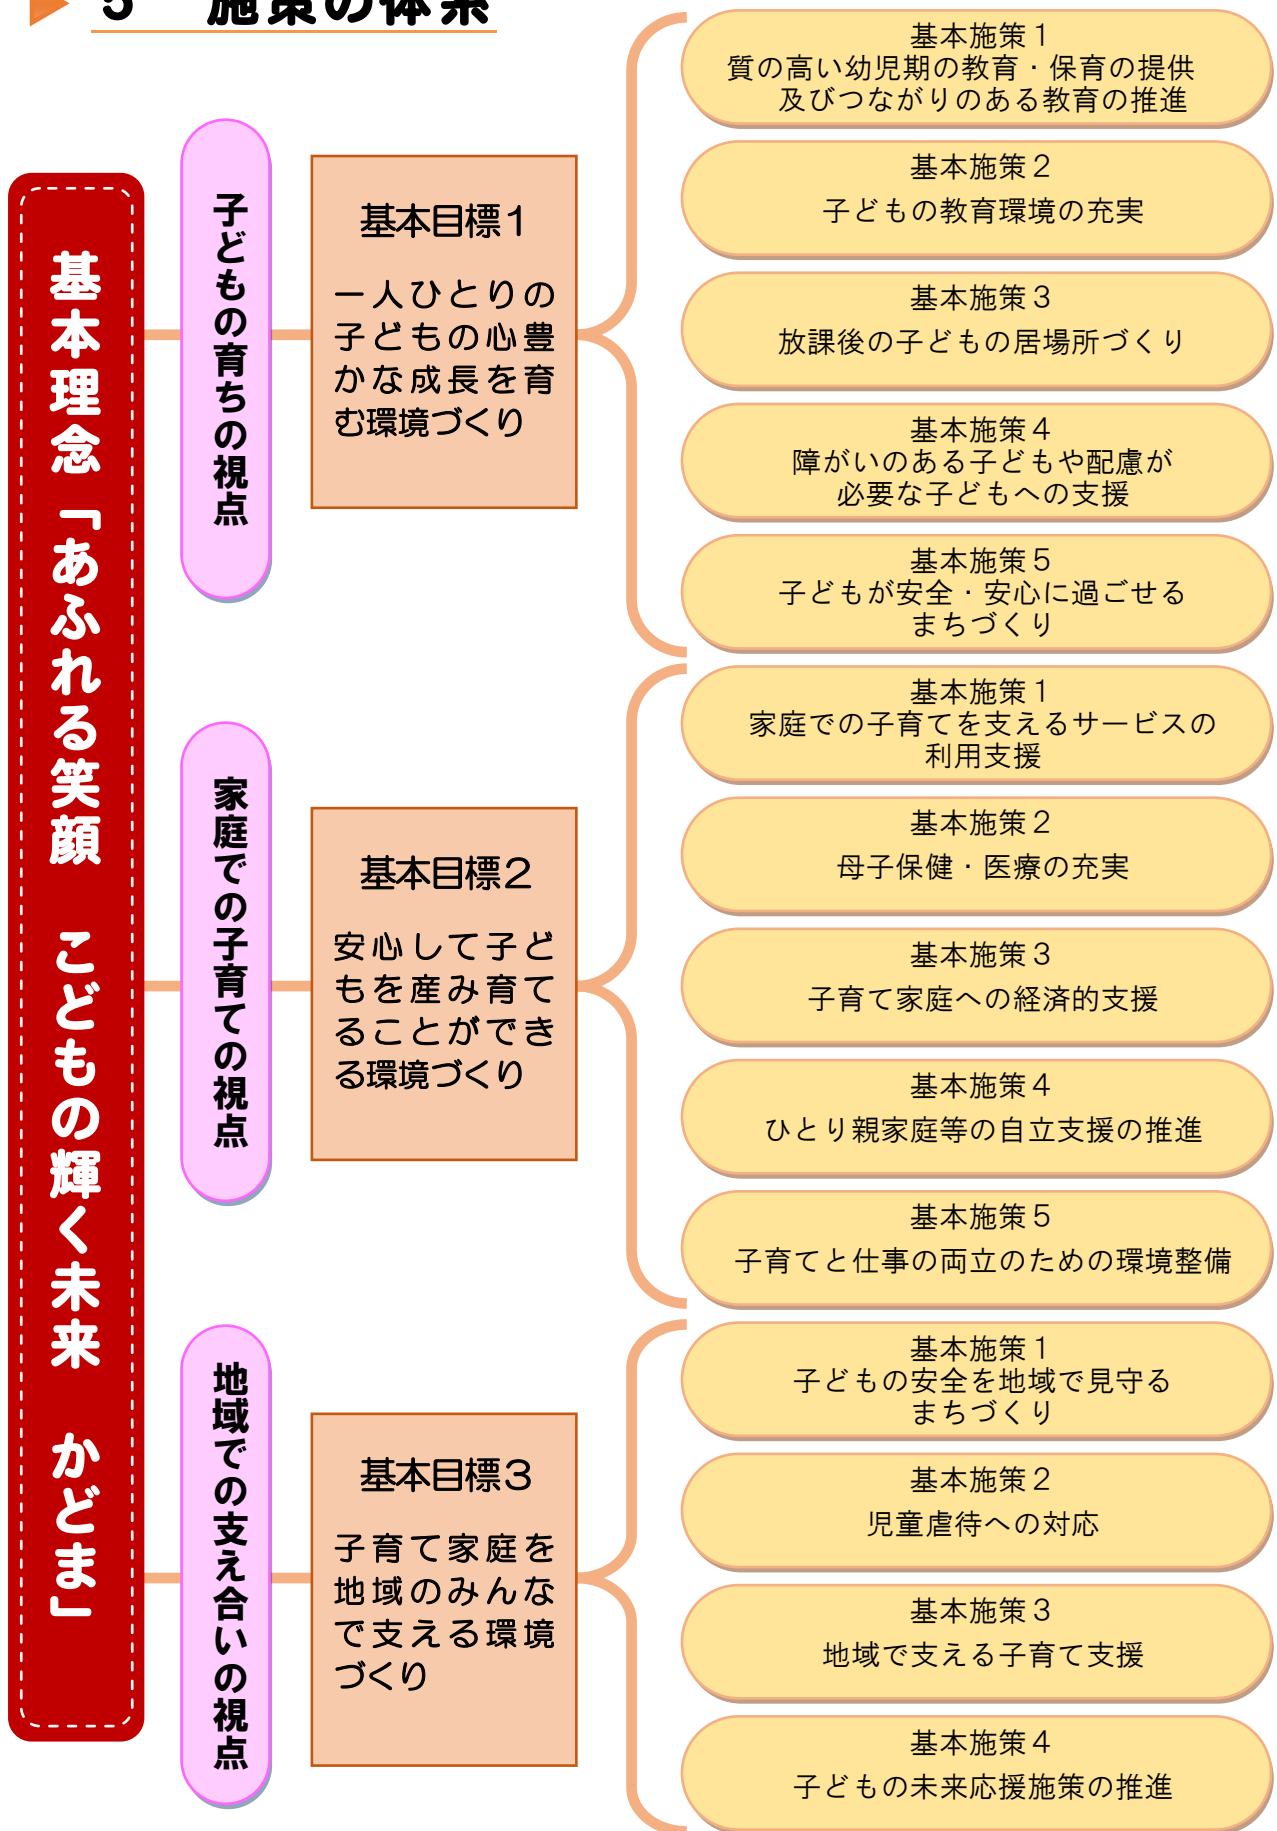 5　施策の体系
基本理念「あふれる笑顔　こどもの輝く未来　かどま」
子どもの育ちの視点
基本目標1
一人ひとりの
子どもの心豊
かな成長を育
む環境づくり
基本施策1
質の高い幼児期の教育・保育の提供
及びつながりのある教育の推進
基本施策2
子どもの教育環境の充実
基本施策3
放課後の子どもの居場所づくり
基本施策4
障がいのある子どもや配慮が
必要な子どもへの支援
基本施策5
子どもが安全・安心に過ごせる
まちづくり
家庭での子育ての視点
基本目標2
安心して子ど
もを産み育て
ることができ
る環境づくり
基本施策1
家庭での子育てを支えるサービスの
利用支援
基本施策2
母子保健・医療の充実
基本施策3
子育て家庭への経済的支援
基本施策4
ひとり親家庭等の自立支援の推進
基本施策5
子育てと仕事の両立のための環境整備
地域での支え合いの視点
基本目標3
子育て家庭を
地域のみんな
で支える環境
づくり
基本施策1
子どもの安全を地域で見守る
まちづくり
基本施策2
児童虐待への対応
基本施策3
地域で支える子育て支援
基本施策4
子どもの未来応援施策の推進